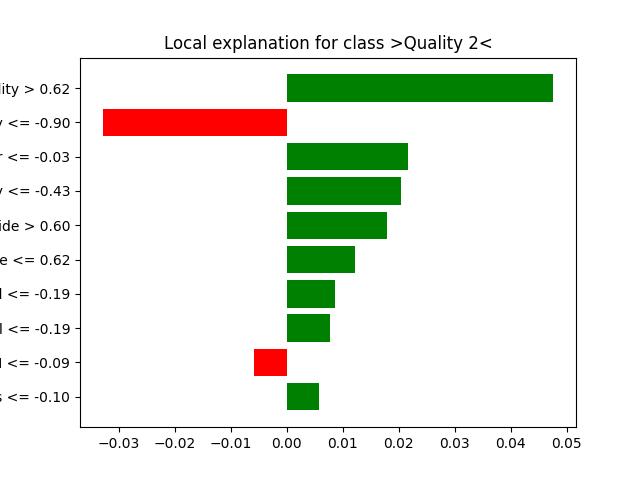 Local explanation for class >Quality 2<
lity > 0.62
y <= -0.90
r <= -0.03
y <= -0.43
ide > 0.60
e <= 0.62
<= -0.19
<= -0.19
<= -0.09
s <= -0.10
−0.03 −0.02 −0.01 0.00 0.01 0.02 0.03 0.04 0.05